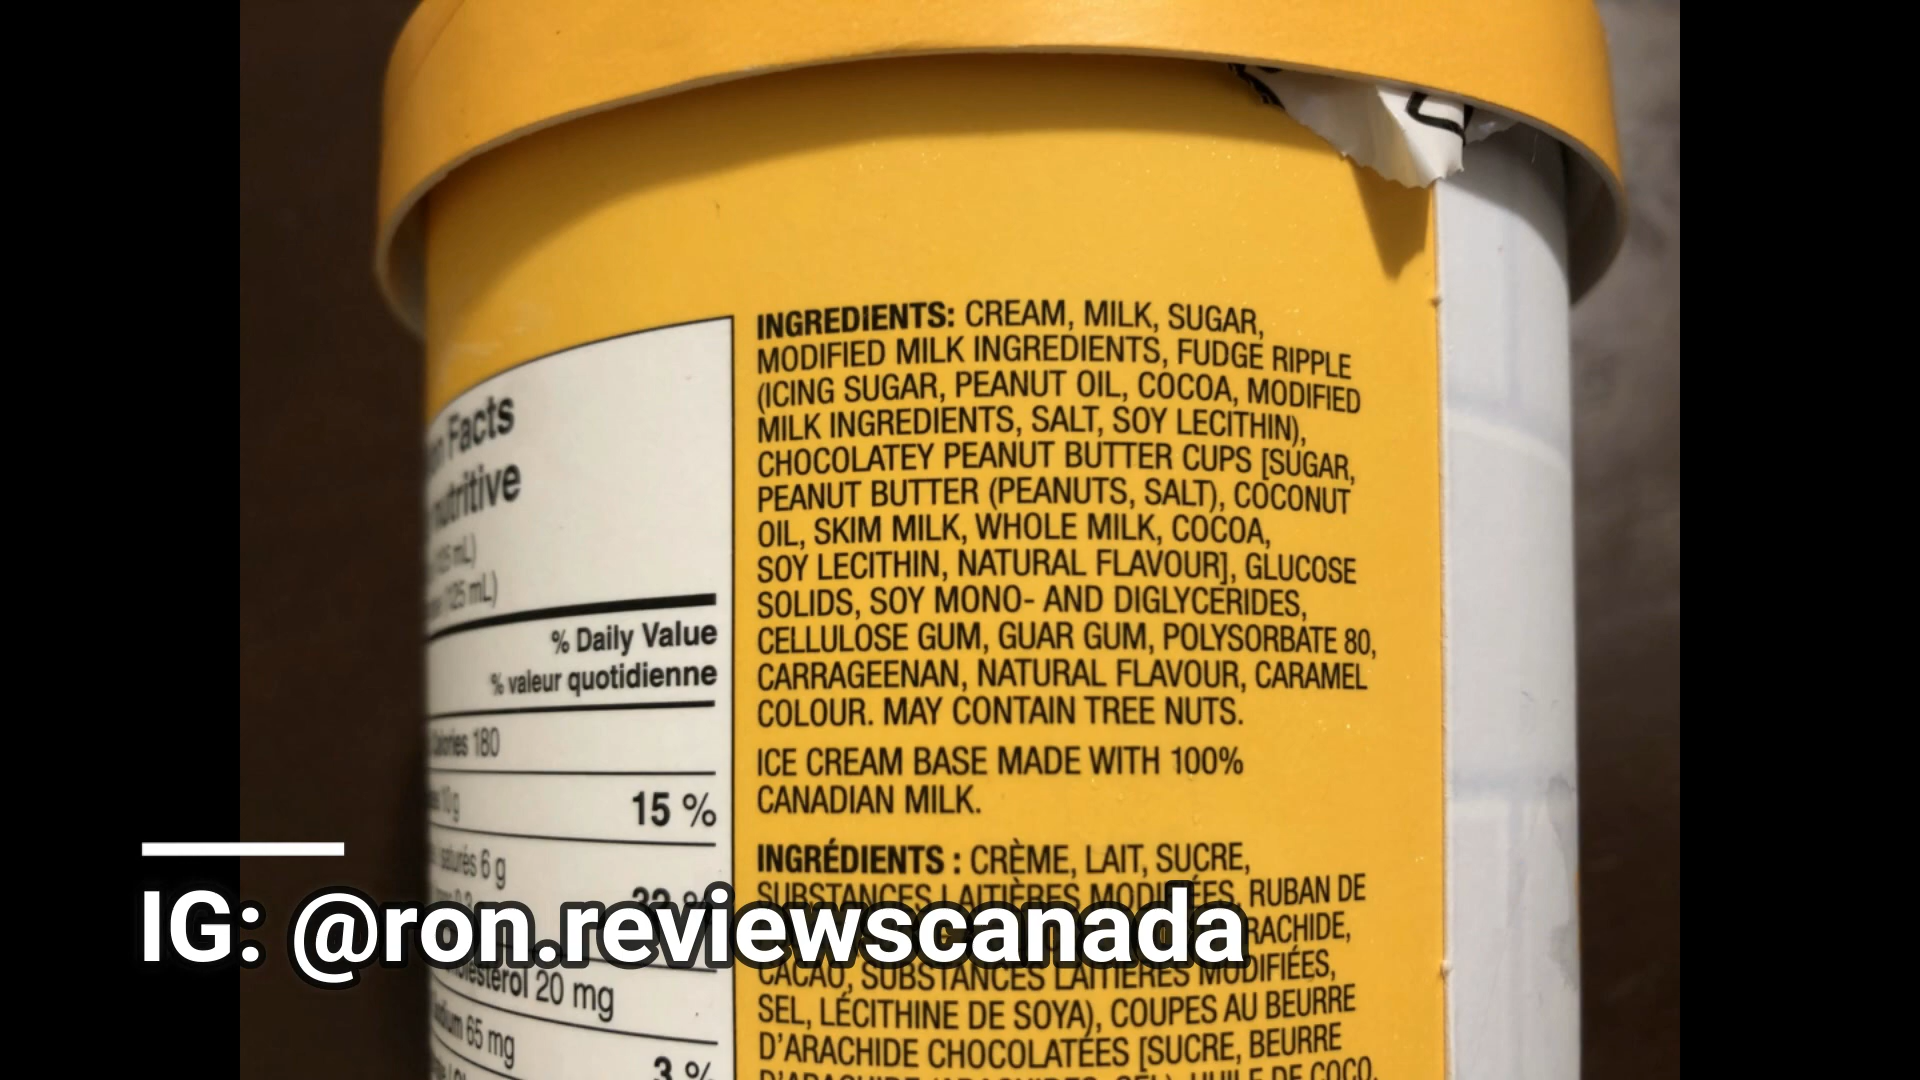 Facts
nutritive
(125 mL)
% Daily Value
% valeur quotidienne
Calories 180
10 g
15 %
saturés 6 g
Cholesterol 20 mg
Sodium 65 mg
3 %
INGREDIENTS: CREAM, MILK, SUGAR,
MODIFIED MILK INGREDIENTS, FUDGE RIPPLE
(ICING SUGAR, PEANUT OIL, COCOA, MODIFIED
MILK INGREDIENTS, SALT, SOY LECITHIN),
CHOCOLATEY PEANUT BUTTER CUPS [SUGAR,
PEANUT BUTTER (PEANUTS, SALT), COCONUT
OIL, SKIM MILK, WHOLE MILK, COCOA,
SOY LECITHIN, NATURAL FLAVOUR], GLUCOSE
SOLIDS, SOY MONO- AND DIGLYCERIDES,
CELLULOSE GUM, GUAR GUM, POLYSORBATE 80,
CARRAGEENAN, NATURAL FLAVOUR, CARAMEL
COLOUR. MAY CONTAIN TREE NUTS.
ICE CREAM BASE MADE WITH 100%
CANADIAN MILK.
INGRÉDIENTS : CRÈME, LAIT, SUCRE,
SUBSTANCES LAITIÈRES MODIFIÉES, RUBAN DE
CACAO, SUBSTANCES LAITIÈRES MODIFIÉES,
SEL, LÉCITHINE DE SOYA), COUPES AU BEURRE
D'ARACHIDE CHOCOLATÉES [SUCRE, BEURRE
IG: @ron.reviewscanada